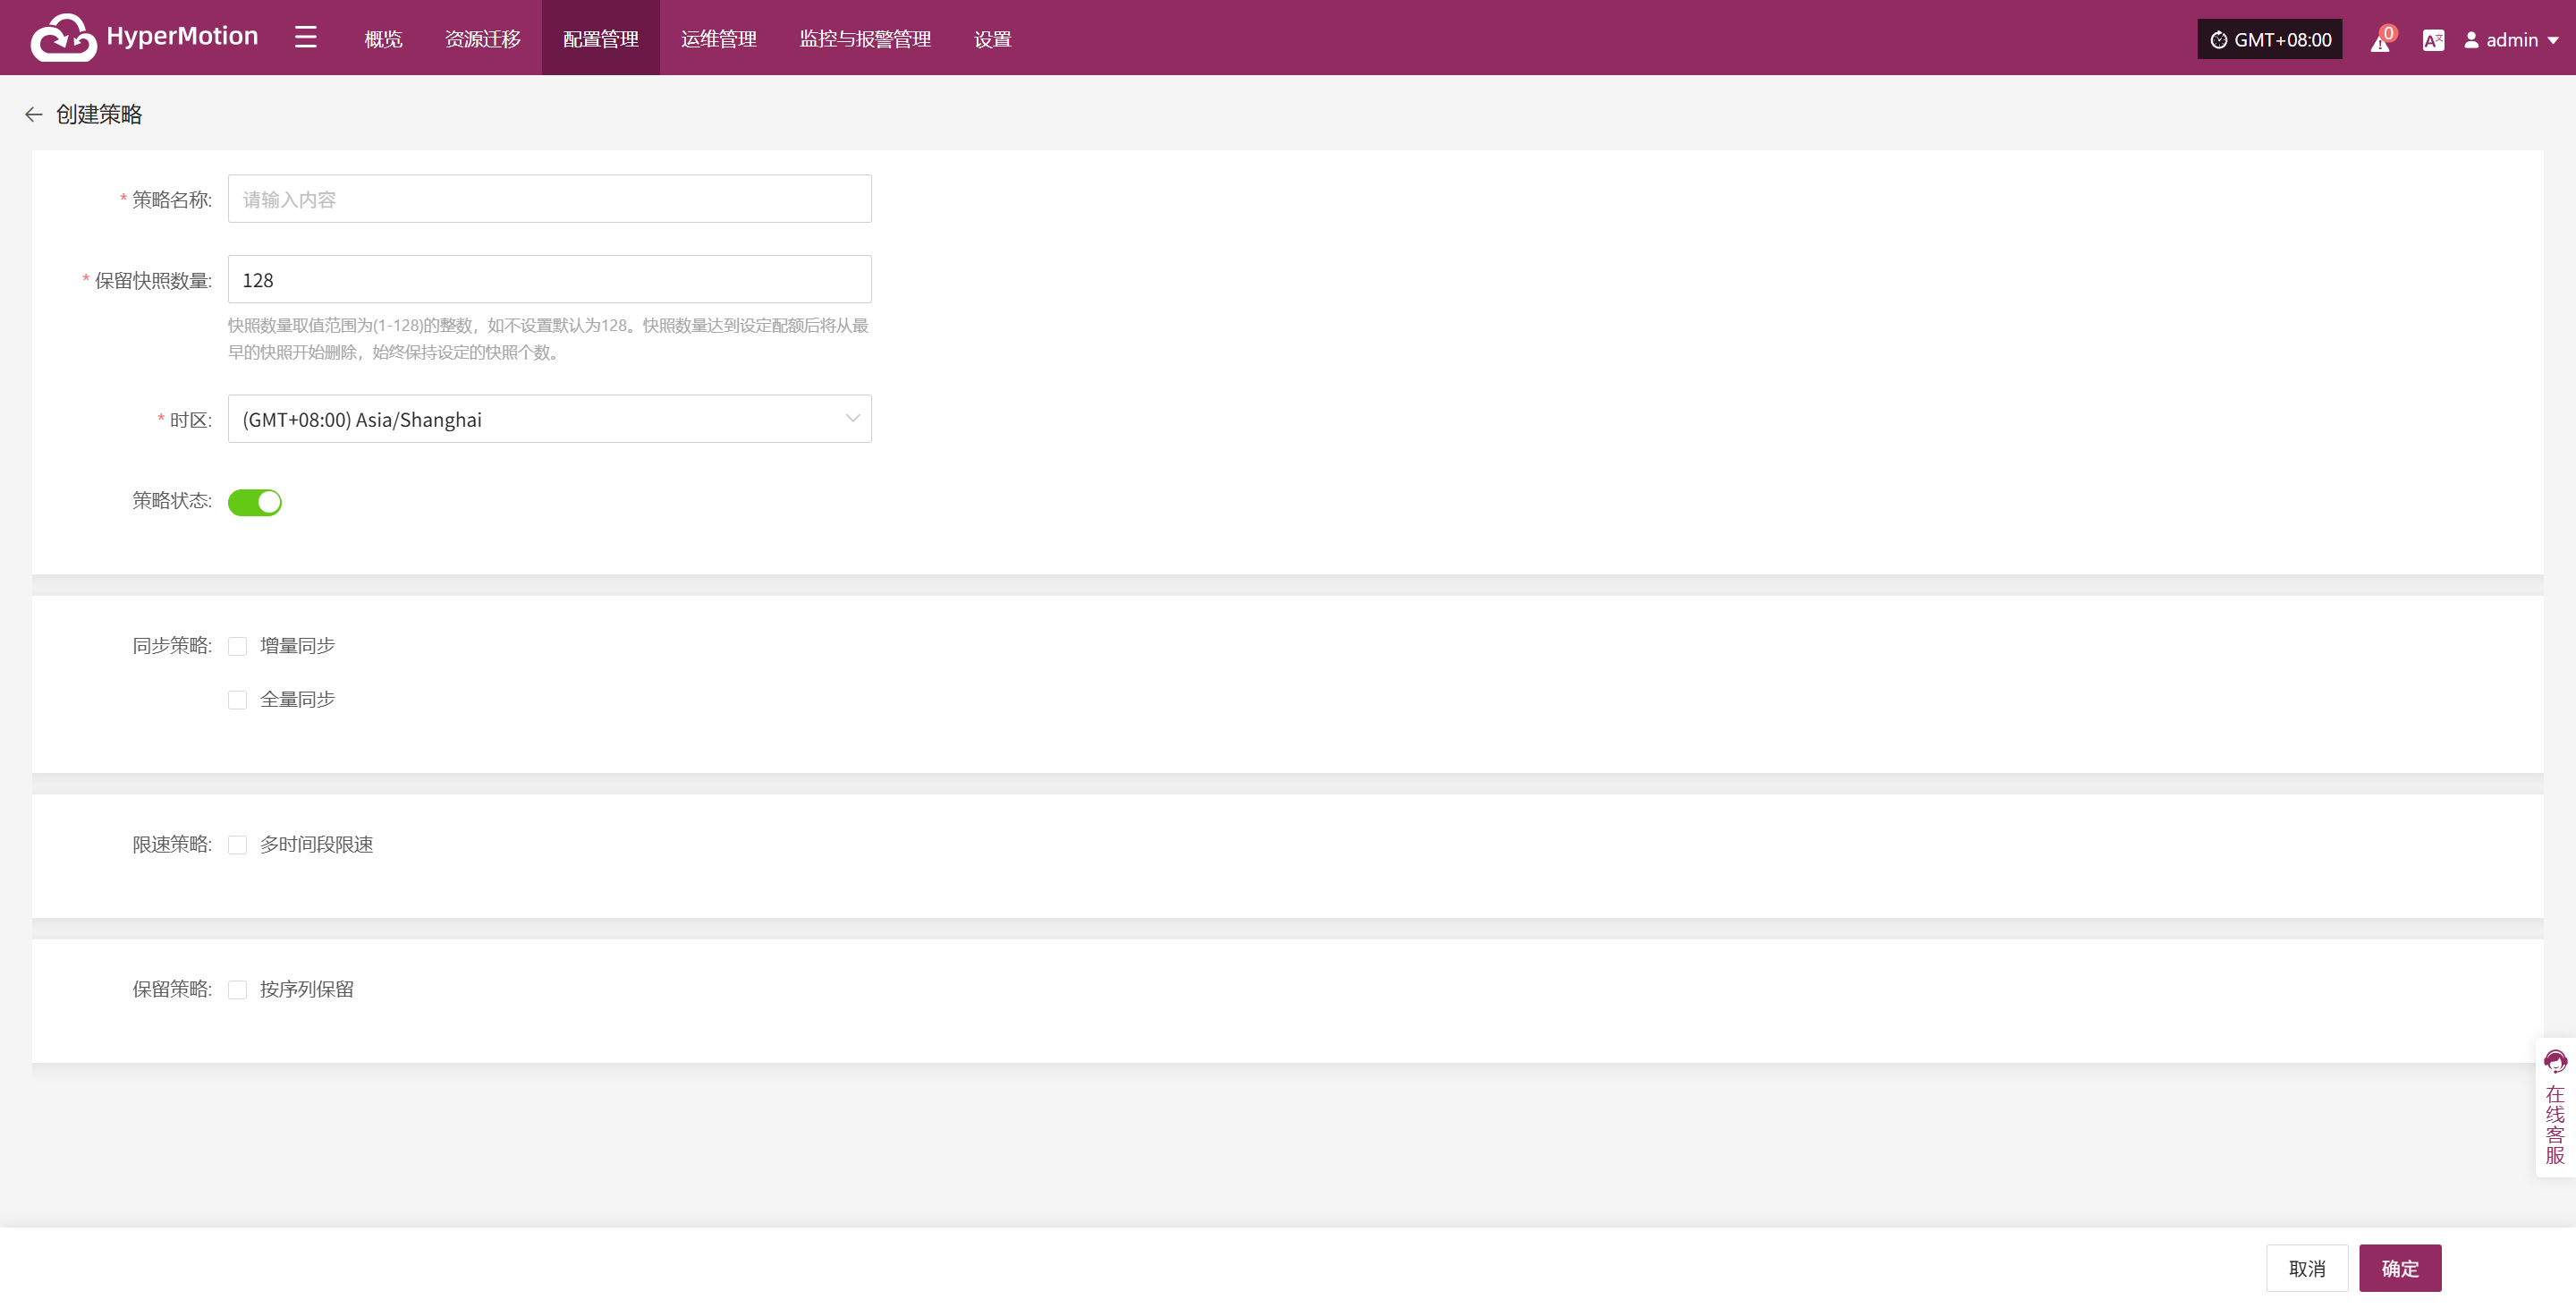 HyperMotion 概览 资源迁移 配置管理 运维管理 监控与报警管理 设置 GMT+08:00 0 admin
创建策略
* 策略名称: 请输入内容
* 保留快照数量: 128
快照数量取值范围为(1-128)的整数，如不设置默认为128。快照数量达到设定配额后将从最
早的快照开始删除，始终保持设定的快照个数。
* 时区: (GMT+08:00) Asia/Shanghai
策略状态:
同步策略: 增量同步
全量同步
限速策略: 多时间段限速
保留策略: 按序列保留
在线客服
取消 确定